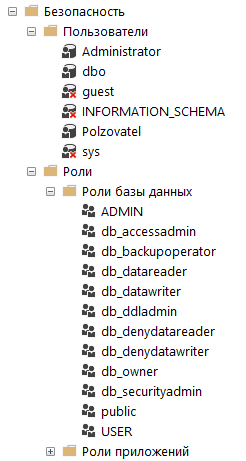 Безопасность
Пользователи
Administrator
dbo
guest
INFORMATION_SCHEMA
Polzovatel
sys
Роли
Роли базы данных
ADMIN
db_accessadmin
db_backupoperator
db_datareader
db_datawriter
db_ddladmin
db_denydatareader
db_denydatawriter
db_owner
db_securityadmin
public
USER
Роли приложений